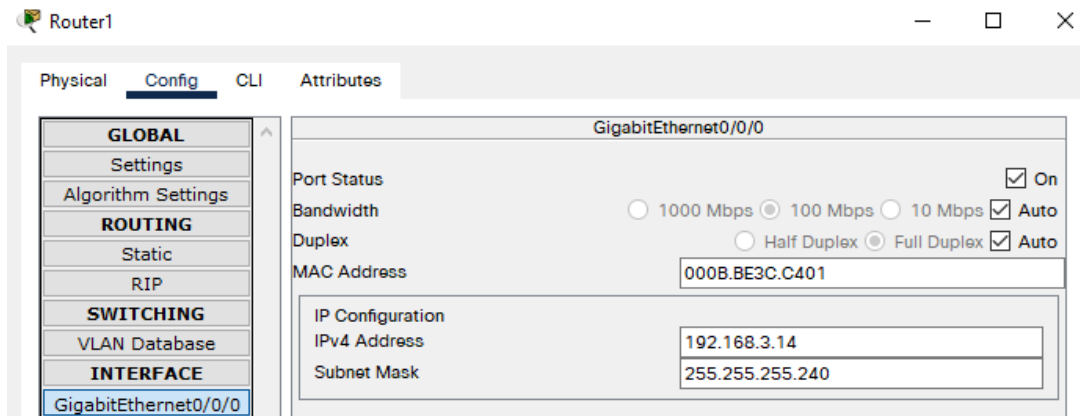 Router1
Physical Config CLI Attributes
GLOBAL
Settings
Algorithm Settings
ROUTING
Static
RIP
SWITCHING
VLAN Database
INTERFACE
GigabitEthernet0/0/0
GigabitEthernet0/0/0
Port Status On
Bandwidth 1000 Mbps 100 Mbps 10 Mbps Auto
Duplex Half Duplex Full Duplex Auto
MAC Address 000B.BE3C.C401
IP Configuration
IPv4 Address 192.168.3.14
Subnet Mask 255.255.255.240